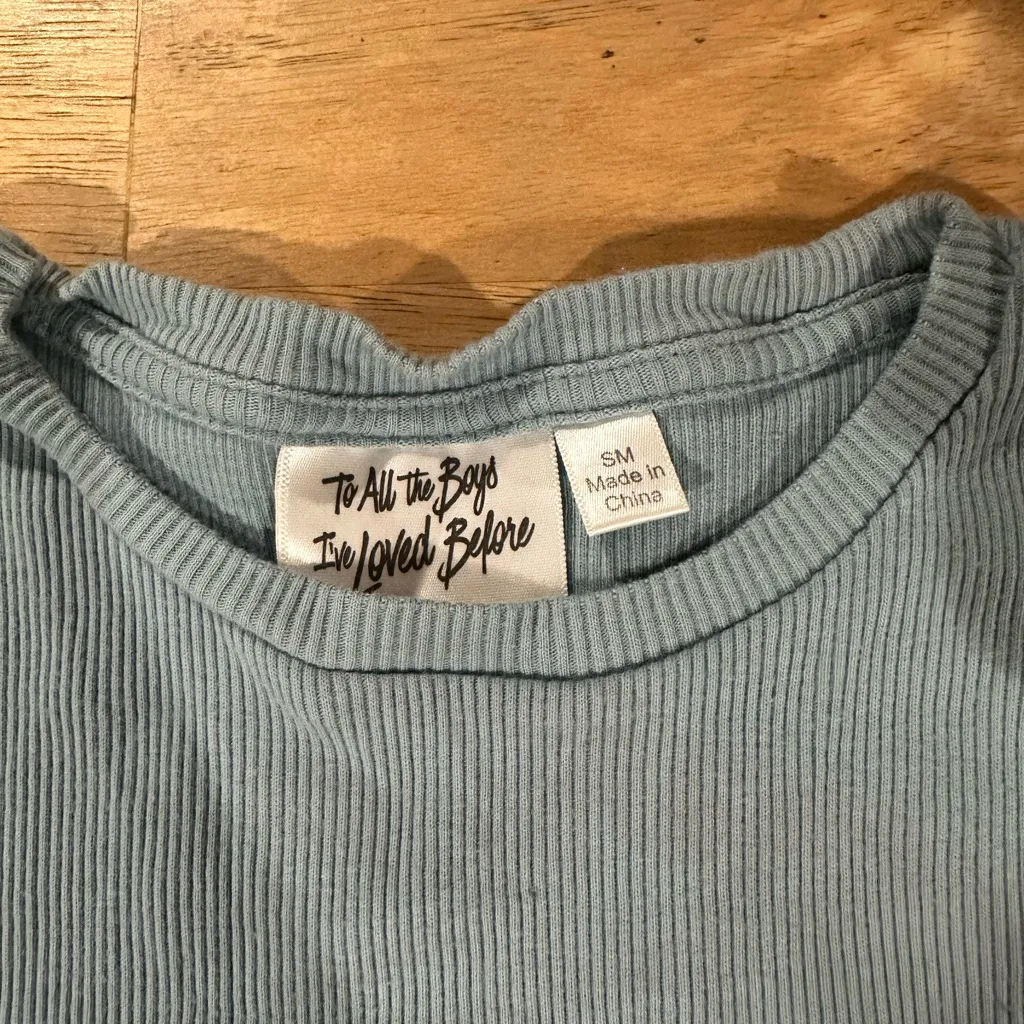 To All the Boys
I've Loved Before
SM
Made in
China